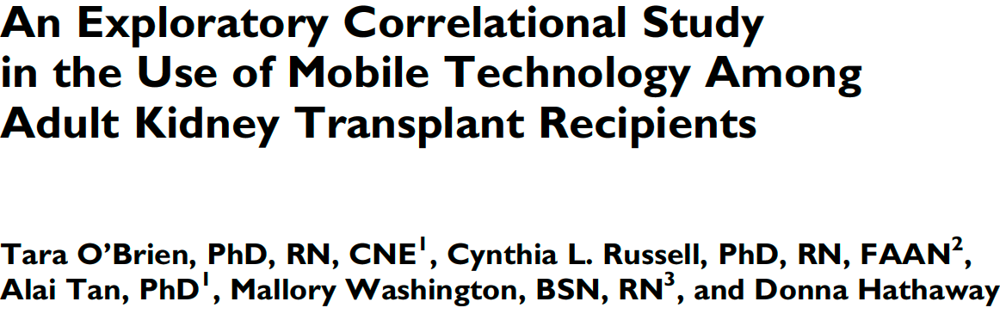 An Exploratory Correlational Study
in the Use of Mobile Technology Among
Adult Kidney Transplant Recipients
Tara O’Brien, PhD, RN, CNE1, Cynthia L. Russell, PhD, RN, FAAN2,
Alai Tan, PhD1, Mallory Washington, BSN, RN3, and Donna Hathaway